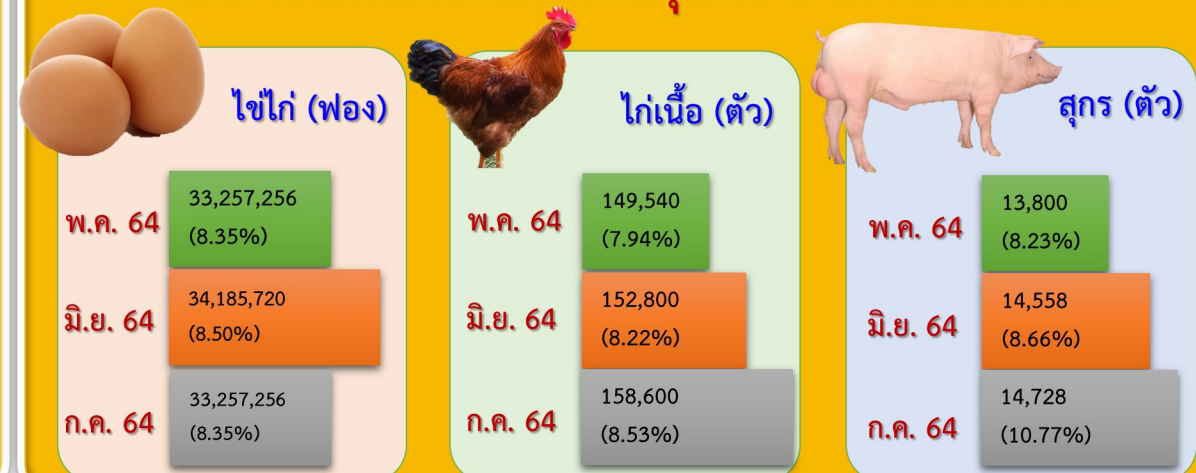 ไข่ไก่ (ฟอง)
พ.ค. 64
33,257,256
(8.35%)
มิ.ย. 64
34,185,720
(8.50%)
ก.ค. 64
33,257,256
(8.35%)
ไก่เนื้อ (ตัว)
พ.ค. 64
149,540
(7.94%)
มิ.ย. 64
152,800
(8.22%)
ก.ค. 64
158,600
(8.53%)
สุกร (ตัว)
พ.ค. 64
13,800
(8.23%)
มิ.ย. 64
14,558
(8.66%)
ก.ค. 64
14,728
(10.77%)